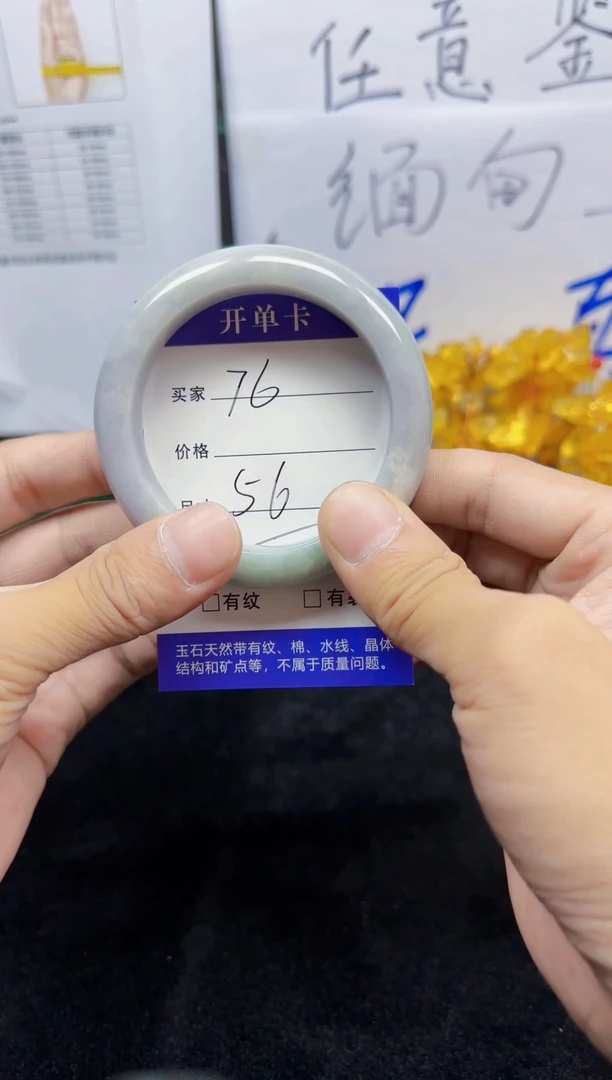 任意
缅甸
开单卡
买家 76
价格
56
□有纹 □有
玉石天然带有纹、棉、水线、晶体
结构和矿点等，不属于质量问题。